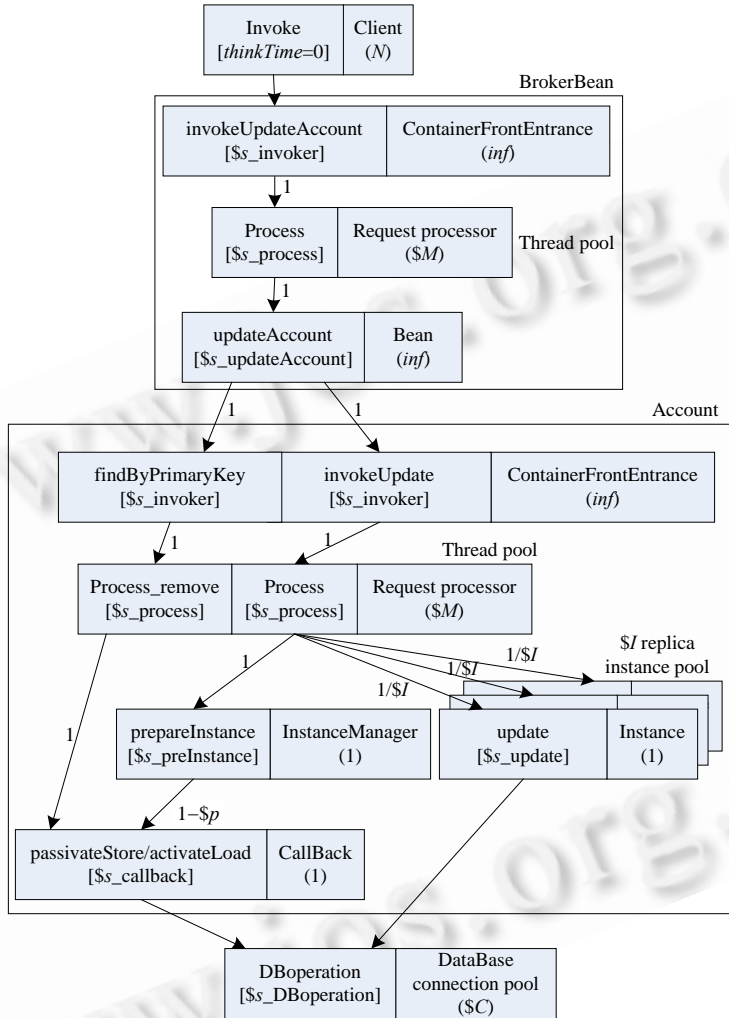 Invoke
[thinkTime=0]
Client
(N)
BrokerBean
invokeUpdateAccount
[$s_invoker]
ContainerFrontEntrance
(inf)
1
Process
[$s_process]
Request processor
($M)
Thread pool
1
updateAccount
[$s_updateAccount]
Bean
(inf)
1
1
Account
findByPrimaryKey
[$s_invoker]
invokeUpdate
[$s_invoker]
ContainerFrontEntrance
(inf)
1
1
Thread pool
Process_remove
[$s_process]
Process
[$s_process]
Request processor
($M)
$I replica
instance pool
1
1/$I
1/$I
1/$I
1
prepareInstance
[$s_preInstance]
InstanceManager
(1)
update
[$s_update]
Instance
(1)
1−$p
passivateStore/activateLoad
[$s_callback]
CallBack
(1)
DBoperation
[$s_DBoperation]
DataBase
connection pool
($C)